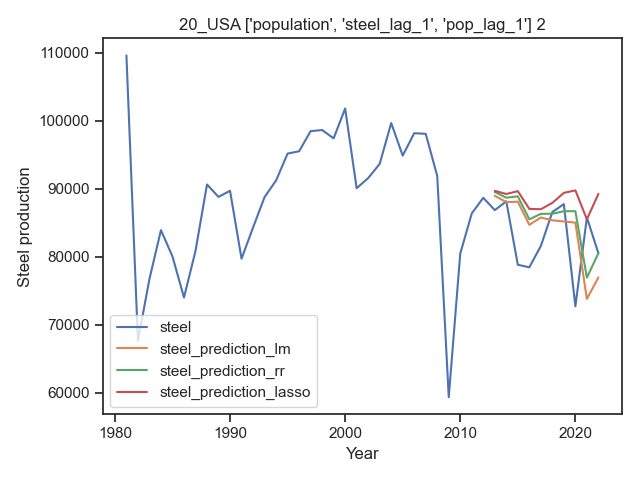 20_USA ['population', 'steel_lag_1', 'pop_lag_1'] 2
110000
100000
90000
80000
70000
60000
Steel production
steel
steel_prediction_lm
steel_prediction_rr
steel_prediction_lasso
1980
1990
2000
2010
2020
Year